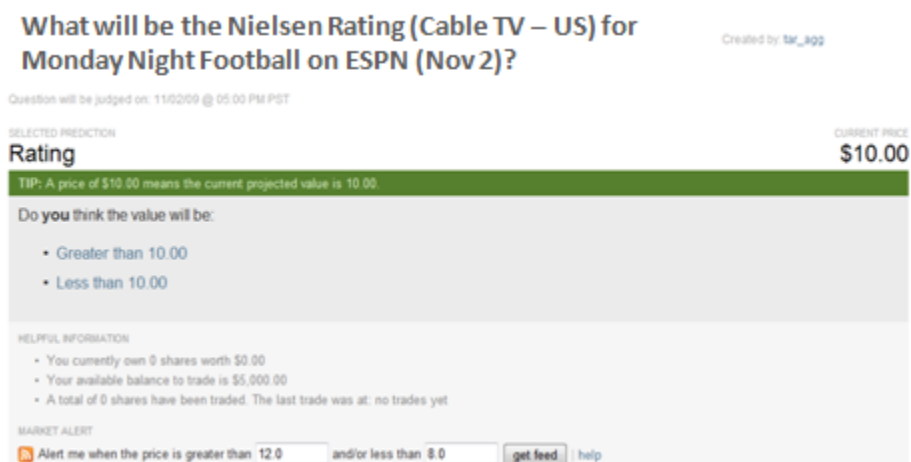 What will be the Nielsen Rating (Cable TV – US) for
Monday Night Football on ESPN (Nov 2)?
Created by: tar_agg
Question will be judged on: 11/02/09 @ 05:00 PM PST
SELECTED PREDICTION
CURRENT PRICE
Rating
$10.00
TIP: A price of $10.00 means the current projected value is 10.00.
Do you think the value will be:
• Greater than 10.00
• Less than 10.00
HELPFUL INFORMATION
• You currently own 0 shares worth $0.00
• Your available balance to trade is $5,000.00
• A total of 0 shares have been traded. The last trade was at: no trades yet
MARKET ALERT
Alert me when the price is greater than 12.0 and/or less than 8.0 get feed | help